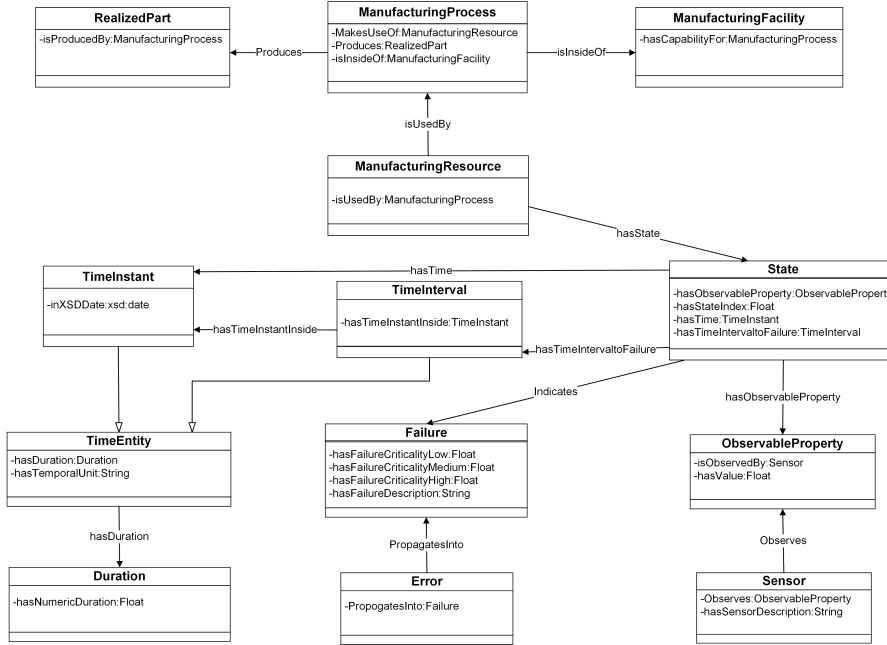 RealizedPart
-isProducedBy:ManufacturingProcess
ManufacturingProcess
-MakesUseOf:ManufacturingResource
-Produces:RealizedPart
-isInsideOf:ManufacturingFacility
ManufacturingFacility
-hasCapabilityFor:ManufacturingProcess
Produces
isInsideOf
isUsedBy
ManufacturingResource
-isUsedBy:ManufacturingProcess
hasState
TimeInstant
-inXSDDate:xsd:date
hasTime
TimeInterval
-hasTimeInstantInside:TimeInstant
State
-hasObservableProperty:ObservablePropert
-hasStateIndex:Float
-hasTime:TimeInstant
-hasTimeIntervaltoFailure:TimeInterval
hasTimeInstantInside
hasTimeIntervaltoFailure
Indicates
hasObservableProperty
TimeEntity
-hasDuration:Duration
-hasTemporalUnit:String
Failure
-hasFailureCriticalityLow:Float
-hasFailureCriticalityMedium:Float
-hasFailureCriticalityHigh:Float
-hasFailureDescription:String
ObservableProperty
-isObservedBy:Sensor
-hasValue:Float
hasDuration
PropagatesInto
Observes
Duration
-hasNumericDuration:Float
Error
-PropogatesInto:Failure
Sensor
-Observes:ObservableProperty
-hasSensorDescription:String